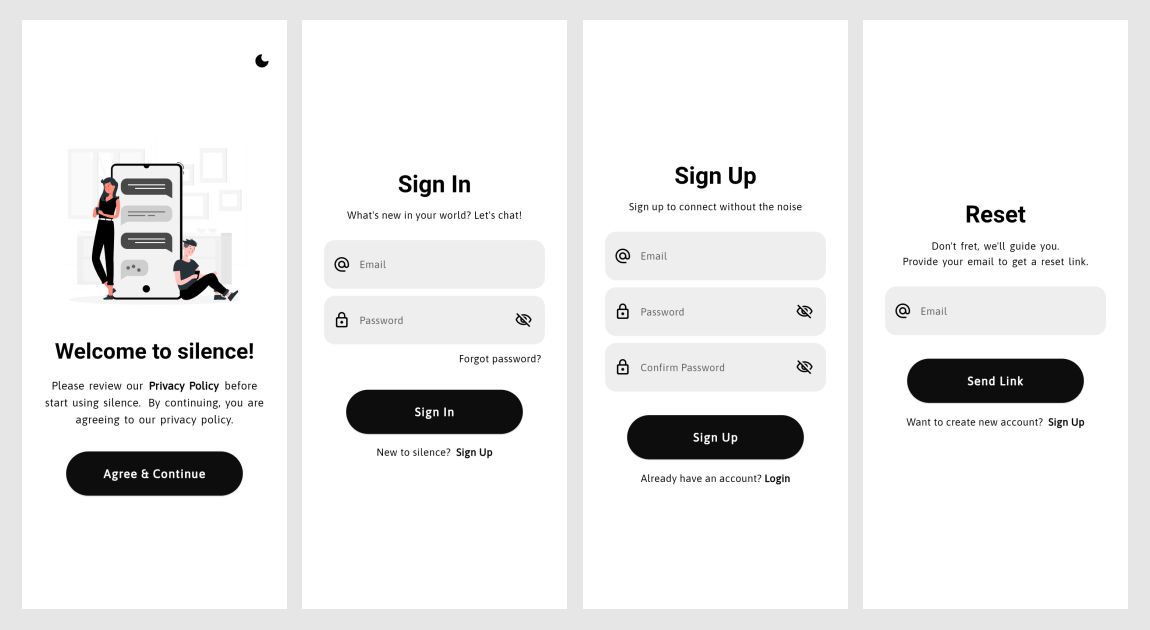 Welcome to silence!
Please review our Privacy Policy before
start using silence. By continuing, you are
agreeing to our privacy policy.
Agree & Continue
Sign In
What's new in your world? Let's chat!
Email
Password
Forgot password?
Sign In
New to silence? Sign Up
Sign Up
Sign up to connect without the noise
Email
Password
Confirm Password
Sign Up
Already have an account? Login
Reset
Don't fret, we'll guide you.
Provide your email to get a reset link.
Email
Send Link
Want to create new account? Sign Up